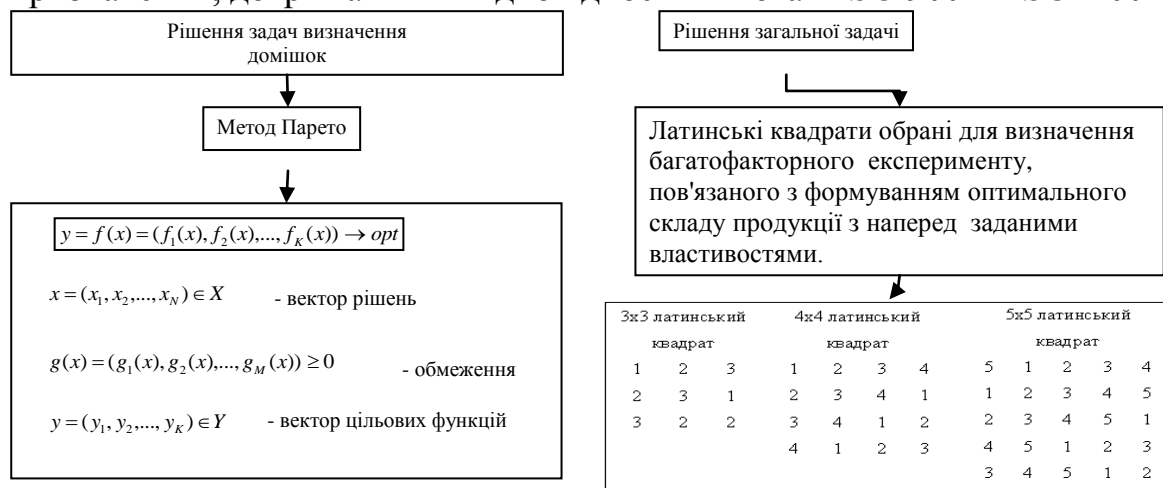 Рішення задач визначення
домішок
Метод Парето
y = f(x) = (f₁(x), f₂(x),..., f_K(x)) → opt
x = (x₁, x₂,..., x_N) ∈ X - вектор рішень
g(x) = (g₁(x), g₂(x),..., g_M(x)) ≥ 0 - обмеження
y = (y₁, y₂,..., y_K) ∈ Y - вектор цільових функцій
Рішення загальної задачі
Латинські квадрати обрані для визначення
багатофакторного експерименту,
пов'язаного з формуванням оптимального
складу продукції з наперед заданими
властивостями.
3x3 латинський
квадрат
1 2 3
2 3 1
3 2 2
4x4 латинський
квадрат
1 2 3 4
2 3 4 1
3 4 1 2
4 1 2 3
5x5 латинський
квадрат
5 1 2 3 4
1 2 3 4 5
2 3 4 5 1
4 5 1 2 3
3 4 5 1 2